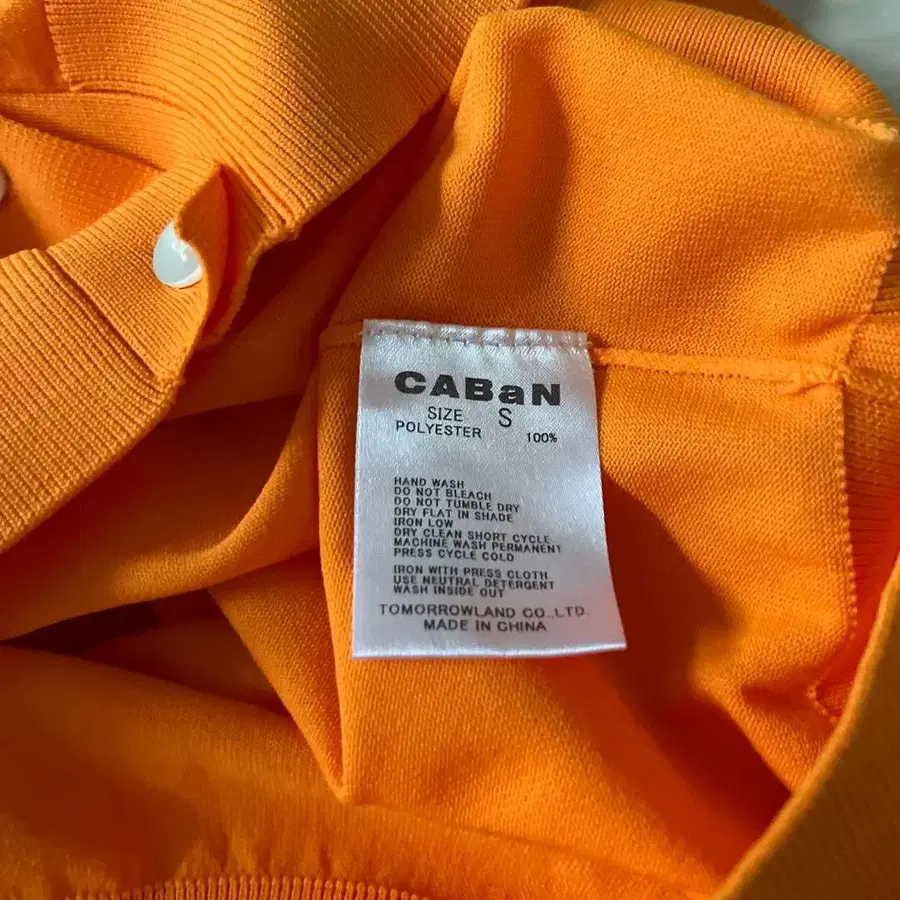 CABaN
SIZE S
POLYESTER 100%
HAND WASH
DO NOT BLEACH
DO NOT TUMBLE DRY
DRY FLAT IN SHADE
IRON LOW
DRY CLEAN SHORT CYCLE
MACHINE WASH PERMANENT
PRESS CYCLE COLD
IRON WITH PRESS CLOTH.
USE NEUTRAL DETERGENT
WASH INSIDE OUT
TOMORROWLAND CO.,LTD.
MADE IN CHINA